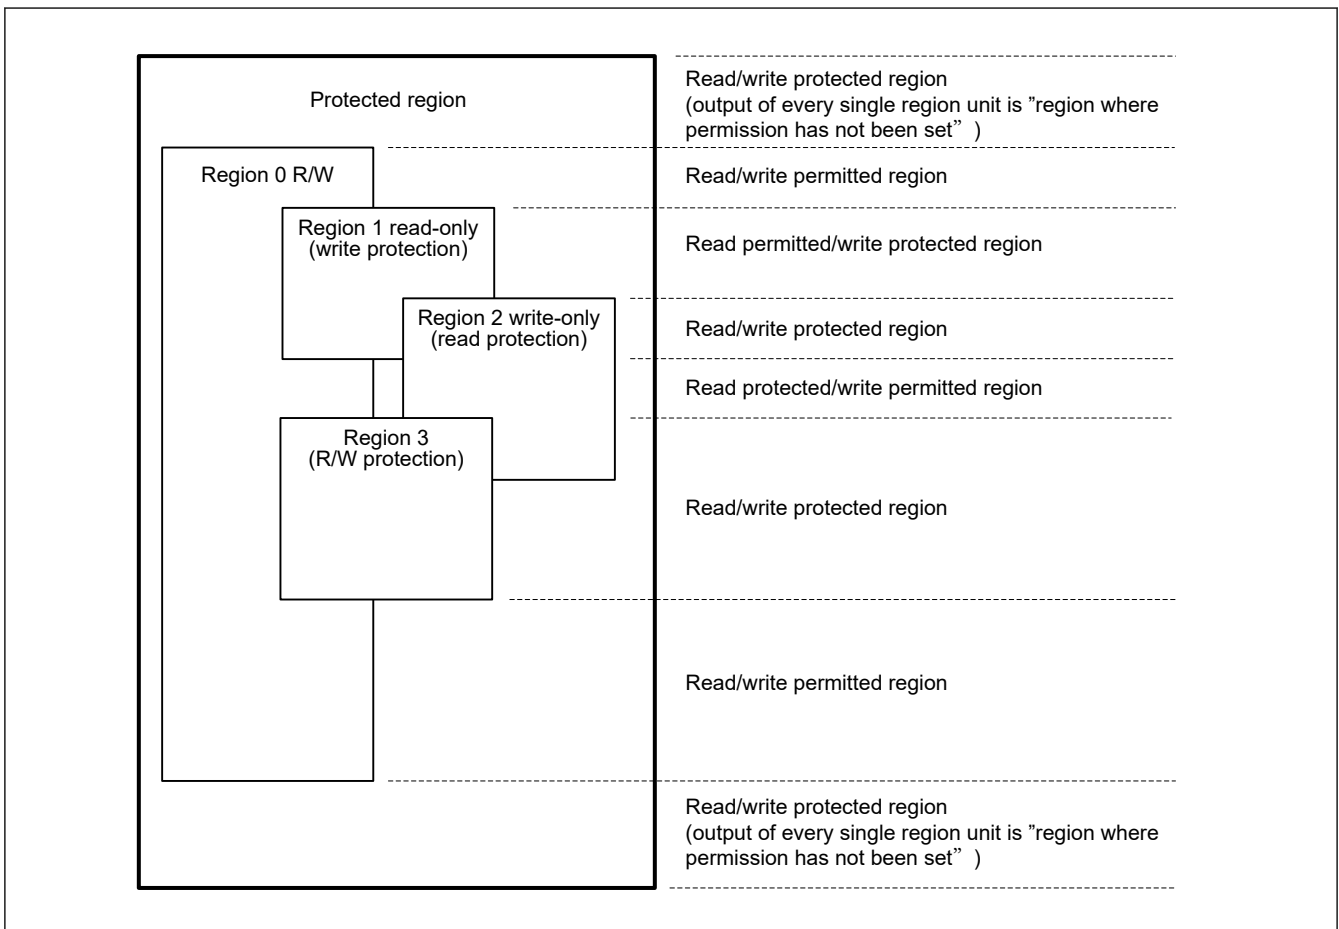 Protected region
Read/write protected region
(output of every single region unit is ”region where
permission has not been set” )
Region 0 R/W
Read/write permitted region
Region 1 read-only
(write protection)
Read permitted/write protected region
Region 2 write-only
(read protection)
Read/write protected region
Read protected/write permitted region
Region 3
(R/W protection)
Read/write protected region
Read/write permitted region
Read/write protected region
(output of every single region unit is ”region where
permission has not been set” )